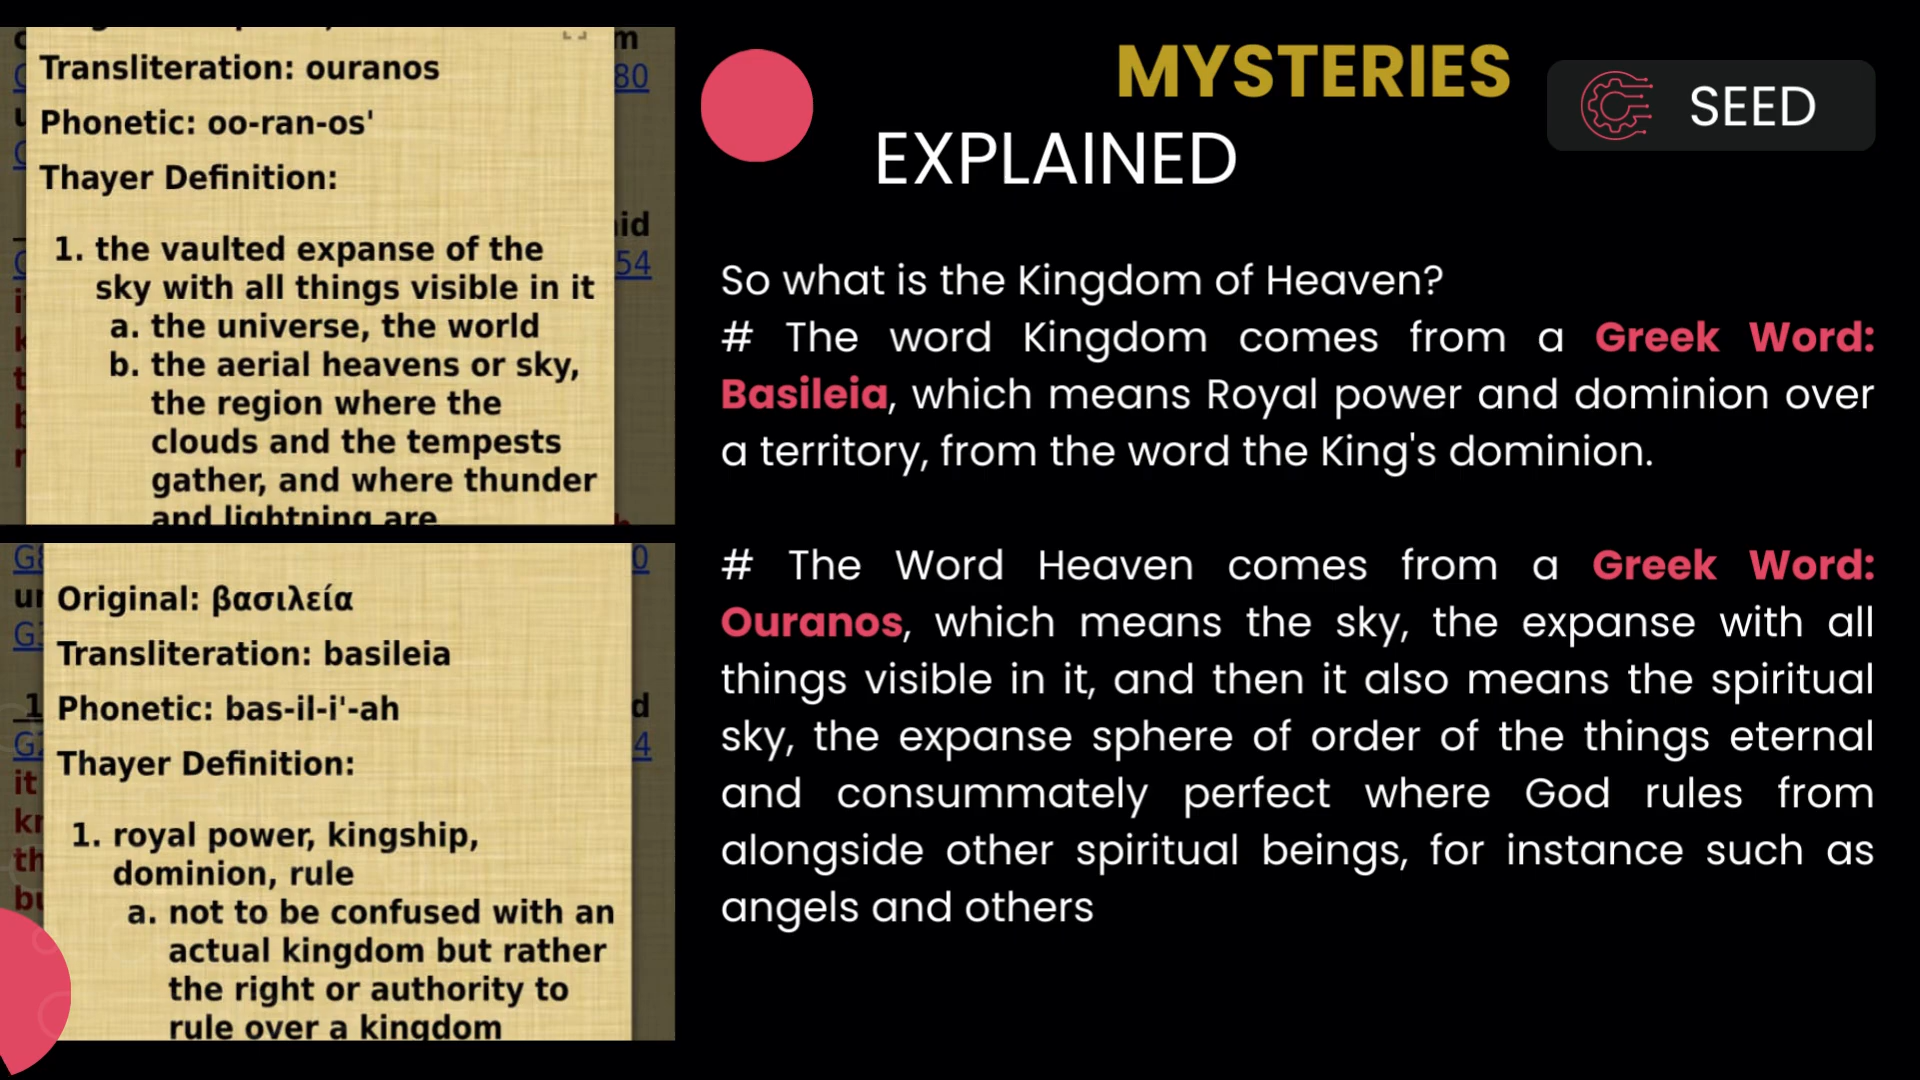 Transliteration: ouranos
Phonetic: oo-ran-os'
Thayer Definition:
1. the vaulted expanse of the
sky with all things visible in it
a. the universe, the world
b. the aerial heavens or sky,
the region where the
clouds and the tempests
gather, and where thunder
and lightning are
80
54
Original: βασιλεία
Transliteration: basileia
Phonetic: bas-il-i'-ah
Thayer Definition:
1. royal power, kingship,
dominion, rule
a. not to be confused with an
actual kingdom but rather
the right or authority to
rule over a kingdom
MYSTERIES
EXPLAINED
SEED
So what is the Kingdom of Heaven?
# The word Kingdom comes from a Greek Word:
Basileia, which means Royal power and dominion over
a territory, from the word the King's dominion.
# The Word Heaven comes from a Greek Word:
Ouranos, which means the sky, the expanse with all
things visible in it, and then it also means the spiritual
sky, the expanse sphere of order of the things eternal
and consummately perfect where God rules from
alongside other spiritual beings, for instance such as
angels and others